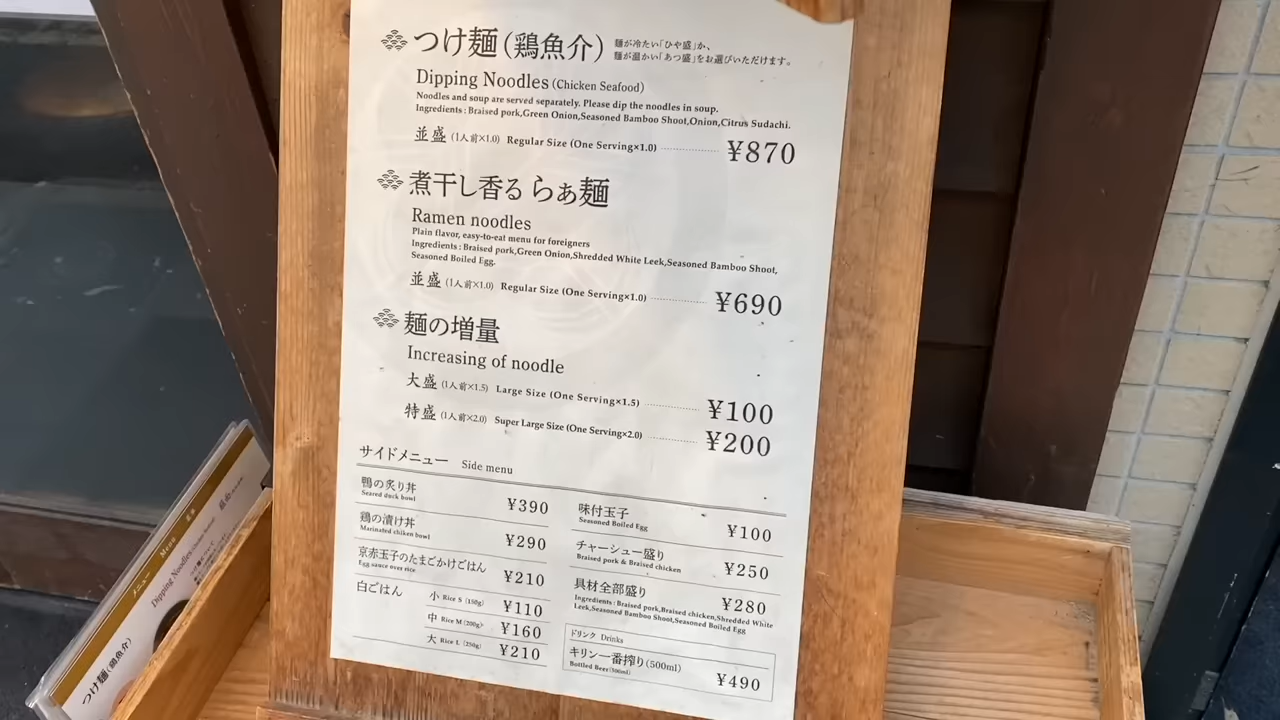 つけ麺(鶏魚介) 麺が冷たい「ひや盛」か、
麺が温かい「あつ盛」をお選びいただけます。
Dipping Noodles (Chicken Seafood)
Noodles and soup are served separately. Please dip the noodles in soup.
Ingredients : Braised pork,Green Onion,Seasoned Bamboo Shoot,Onion,Citrus Sudachi.
並盛 (1人前×1.0) Regular Size (One Serving×1.0) ¥870
煮干し香る らぁ麺
Ramen noodles
Plain flavor, easy-to-eat menu for foreigners
Ingredients : Braised pork,Green Onion,Shredded White Leek,Seasoned Bamboo Shoot,
Seasoned Boiled Egg.
並盛 (1人前×1.0) Regular Size (One Serving×1.0) ¥690
麺の増量
Increasing of noodle
大盛 (1人前×1.5) Large Size (One Serving×1.5) ¥100
特盛 (1人前×2.0) Super Large Size (One Serving×2.0) ¥200
サイドメニュー Side menu
鴨の炙り丼 ¥390
Seared duck bowl
鶏の漬け丼 ¥290
Marinated chiken bowl
京赤玉子のたまごかけごはん ¥210
Egg sauce over rice
白ごはん 小 Rice S (150g) ¥110
中 Rice M (200g) ¥160
大 Rice L (250g) ¥210
味付玉子 ¥100
Seasoned Boiled Egg
チャーシュー盛り ¥250
Braised pork & Braised chicken
具材全部盛り ¥280
Ingredients : Braised pork,Braised chicken,Shredded White
Leek,Seasoned Bamboo Shoot,Seasoned Boiled Egg
ドリンク Drinks
キリン一番搾り(500ml) ¥490
Bottled Beer(500ml)
メニュー Menu
Dipping Noodles
つけ麺(鶏魚介)